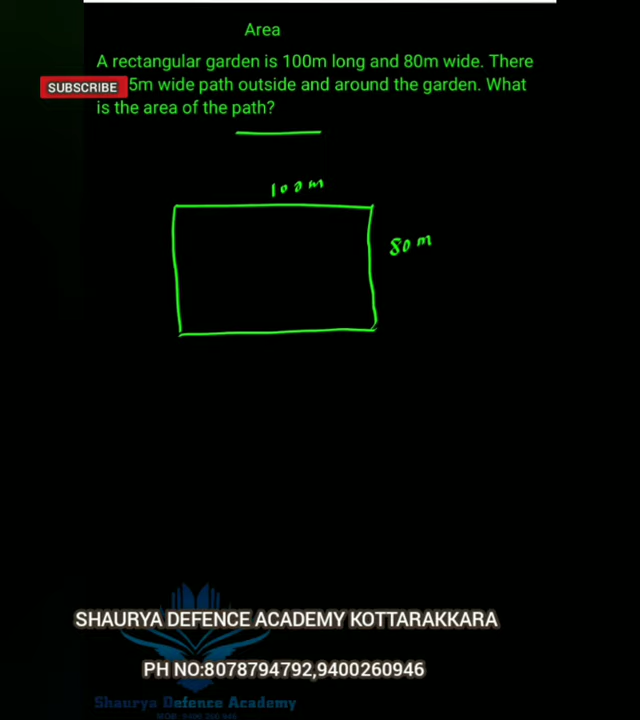 Area
A rectangular garden is 100m long and 80m wide. There
SUBSCRIBE 5m wide path outside and around the garden. What
is the area of the path?
100m
80m
SHAURYA DEFENCE ACADEMY KOTTARAKKARA
PH NO:8078794792,9400260946
Shaurya Defence Academy